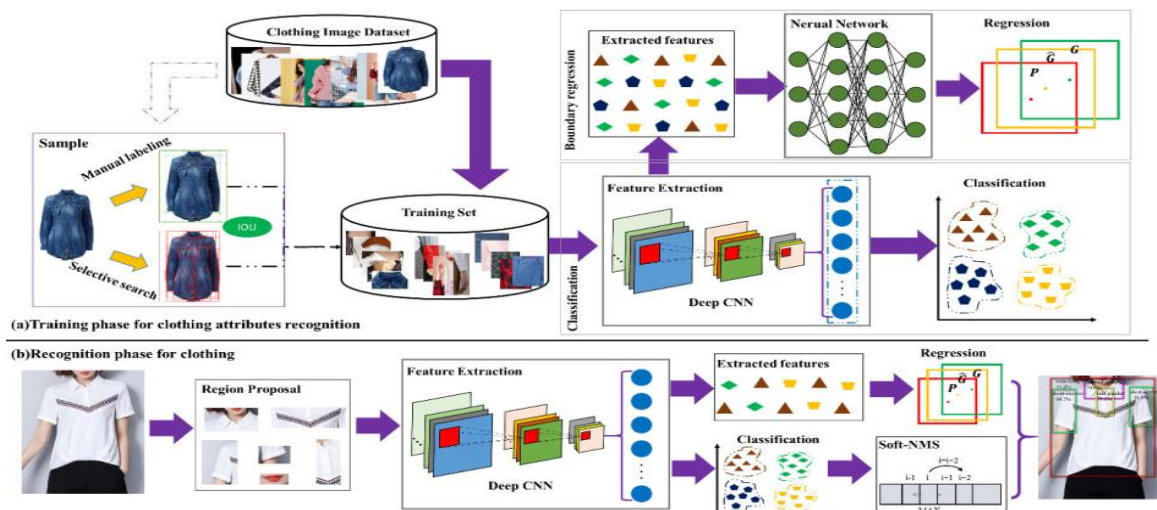 Clothing Image Dataset
Sample
Manual labeling
IOU
Selective search
Training Set
(a)Training phase for clothing attributes recognition
Boundary regression
Extracted features
Nerual Network
Regression
P
Ĝ
G
Classification
Feature Extraction
Deep CNN
Classification
(b)Recognition phase for clothing
Region Proposal
Feature Extraction
Deep CNN
Extracted features
Regression
P
Ĝ
G
Classification
Soft-NMS
i=i+2
i-1 i i+1 i+2
MAX